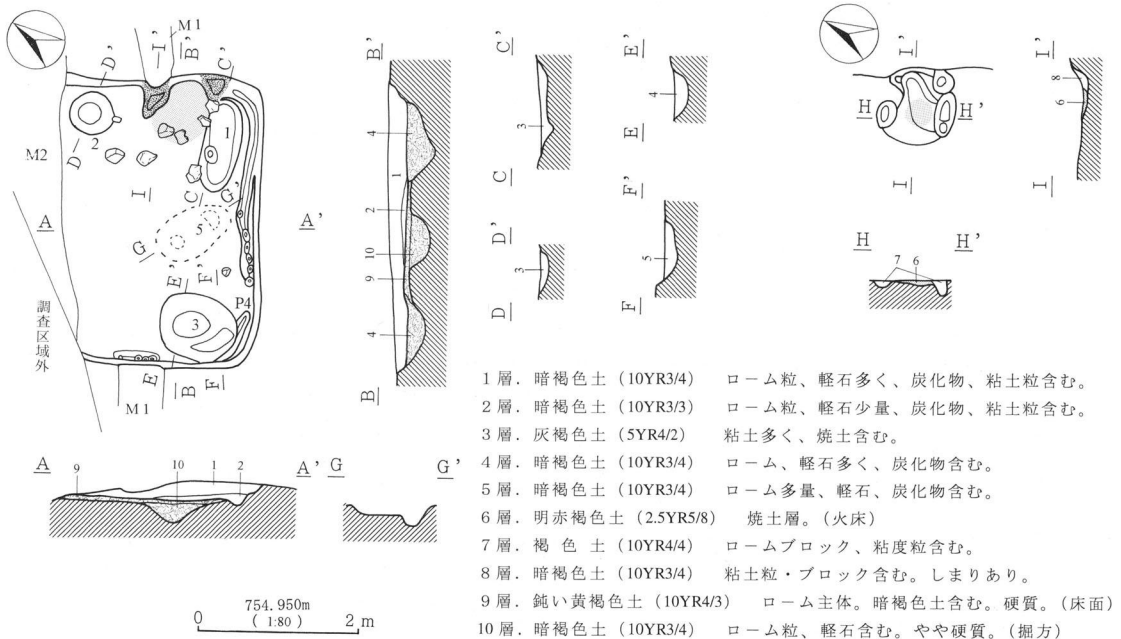 M1
I'
B'
C'
D'
1
2
D
M2
I
C
G'
A
A'
5
G
E'
F'
P4
3
調査区域外
E
B
F
M1
B'
4
1
2
10
9
4
B
C'
3
C
D'
3
D
E'
4
E
F'
5
F
I'
H
H'
I
I'
8
6
I
H
H'
7 6
A
9
10
1
2
A'
G
G'
754.950m
0 (1:80) 2 m
1層．暗褐色土（10YR3/4） ローム粒、軽石多く、炭化物、粘土粒含む。
2層．暗褐色土（10YR3/3） ローム粒、軽石少量、炭化物、粘土粒含む。
3層．灰褐色土（5YR4/2） 粘土多く、焼土含む。
4層．暗褐色土（10YR3/4） ローム、軽石多く、炭化物含む。
5層．暗褐色土（10YR3/4） ローム多量、軽石、炭化物含む。
6層．明赤褐色土（2.5YR5/8） 焼土層。（火床）
7層．褐 色 土（10YR4/4） ロームブロック、粘度粒含む。
8層．暗褐色土（10YR3/4） 粘土粒・ブロック含む。しまりあり。
9層．鈍い黄褐色土（10YR4/3） ローム主体。暗褐色土含む。硬質。（床面）
10層．暗褐色土（10YR3/4） ローム粒、軽石含む。やや硬質。（掘方）